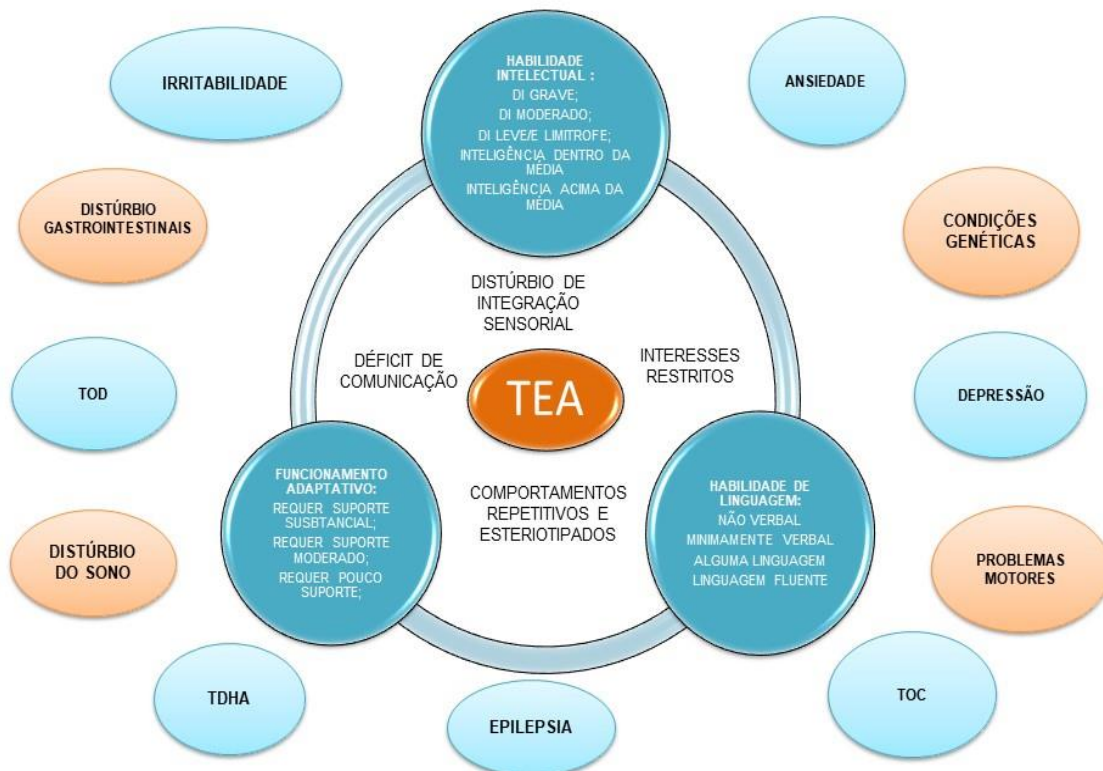 IRRITABILIDADE
HABILIDADE
INTELECTUAL :
DI GRAVE;
DI MODERADO;
DI LEVE/E LIMITROFE;
INTELIGÊNCIA DENTRO DA
MÉDIA
INTELIGÊNCIA ACIMA DA
MÉDIA
ANSIEDADE
DISTÚRBIO
GASTROINTESTINAIS
CONDIÇÕES
GENÉTICAS
DISTÚRBIO DE
INTEGRAÇÃO
SENSORIAL
DÉFICIT DE
COMUNICAÇÃO
TEA
INTERESSES
RESTRITOS
TOD
DEPRESSÃO
FUNCIONAMENTO
ADAPTATIVO:
REQUER SUPORTE
SUSBTANCIAL;
REQUER SUPORTE
MODERADO;
REQUER POUCO
SUPORTE;
COMPORTAMENTOS
REPETITIVOS E
ESTERIOTIPADOS
HABILIDADE DE
LINGUAGEM:
NÃO VERBAL
MINIMAMENTE VERBAL
ALGUMA LINGUAGEM
LINGUAGEM FLUENTE
DISTÚRBIO
DO SONO
PROBLEMAS
MOTORES
TDHA
EPILEPSIA
TOC